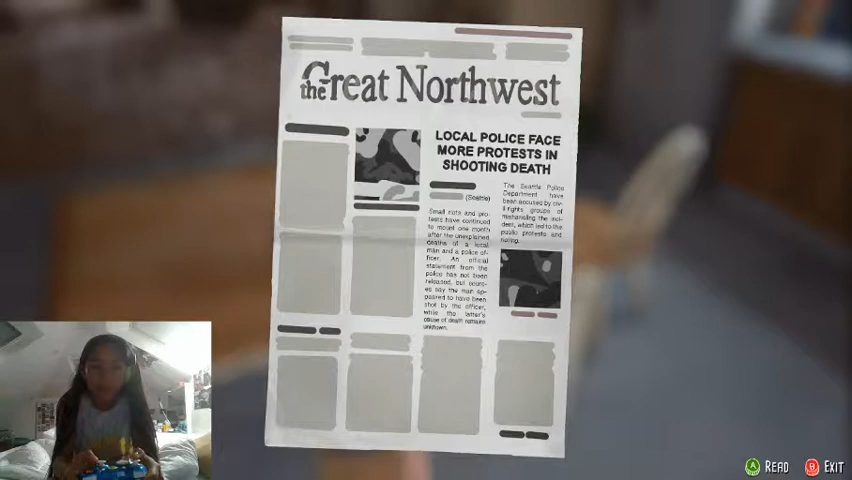 the Great Northwest
LOCAL POLICE FACE
MORE PROTESTS IN
SHOOTING DEATH
(Seattle)
Small riots and pro-
tests have continued
to mount one month
after the unexplained
deaths of a local
man and a police of-
ficer. An official
statement from the
police has not been
released, but
say the man ap-
peared to have been
shot by the officer,
while the latter's
cause of death remains
unknown.
The Seattle Police
Department have
been accused by civ-
il rights groups of
mishandling the inci-
dent, which led to the
public protests and
rioting.
A READ
B EXIT